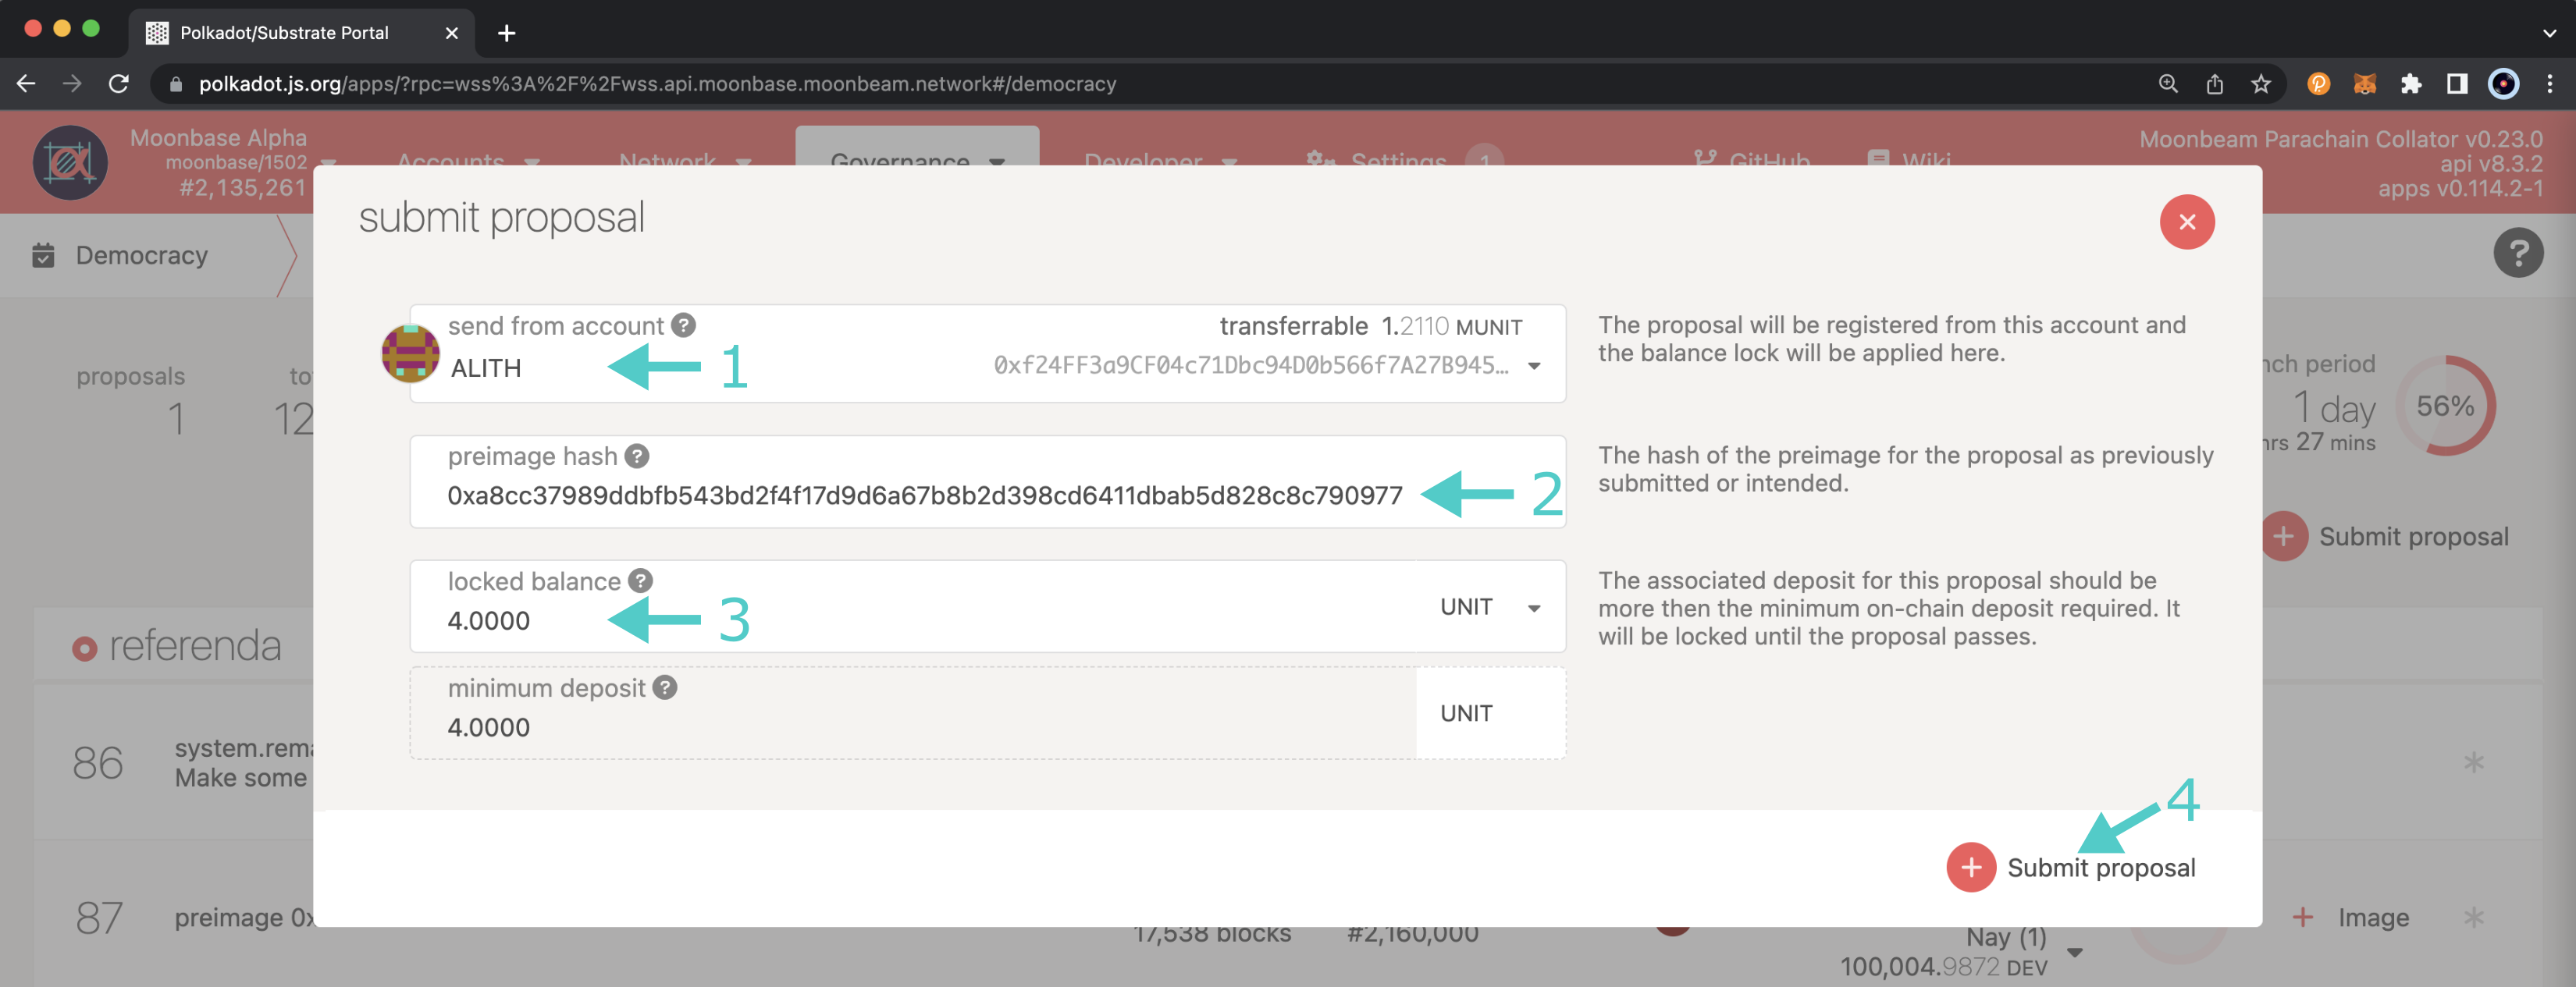 Polkadot/Substrate Portal
polkadot.js.org/apps/?rpc=wss%3A%2F%2Fwss.api.moonbase.moonbeam.network#/democracy
Moonbase Alpha
moonbase/1502
#2,135,261
Accounts
Network
Governance
Developer
Settings
1
GitHub
Wiki
Moonbeam Parachain Collator v0.23.0
api v8.3.2
apps v0.114.2-1
Democracy
submit proposal
send from account
ALITH
1
transferrable 1.2110 MUNIT
0xf24FF3a9CF04c71Dbc94D0b566f7A27B945...
The proposal will be registered from this account and
the balance lock will be applied here.
preimage hash
0xa8cc37989ddbfb543bd2f4f17d9d6a67b8b2d398cd6411dbab5d828c8c790977
2
The hash of the preimage for the proposal as previously
submitted or intended.
locked balance
4.0000
3
UNIT
The associated deposit for this proposal should be
more then the minimum on-chain deposit required. It
will be locked until the proposal passes.
minimum deposit
4.0000
UNIT
4
Submit proposal
proposals
1
to
12
period
1 day
27 mins
56%
Submit proposal
referenda
86
system.rema
Make some
87
preimage 0x
17,538 blocks
#2,160,000
Nay (1)
100,004.9872 DEV
Image